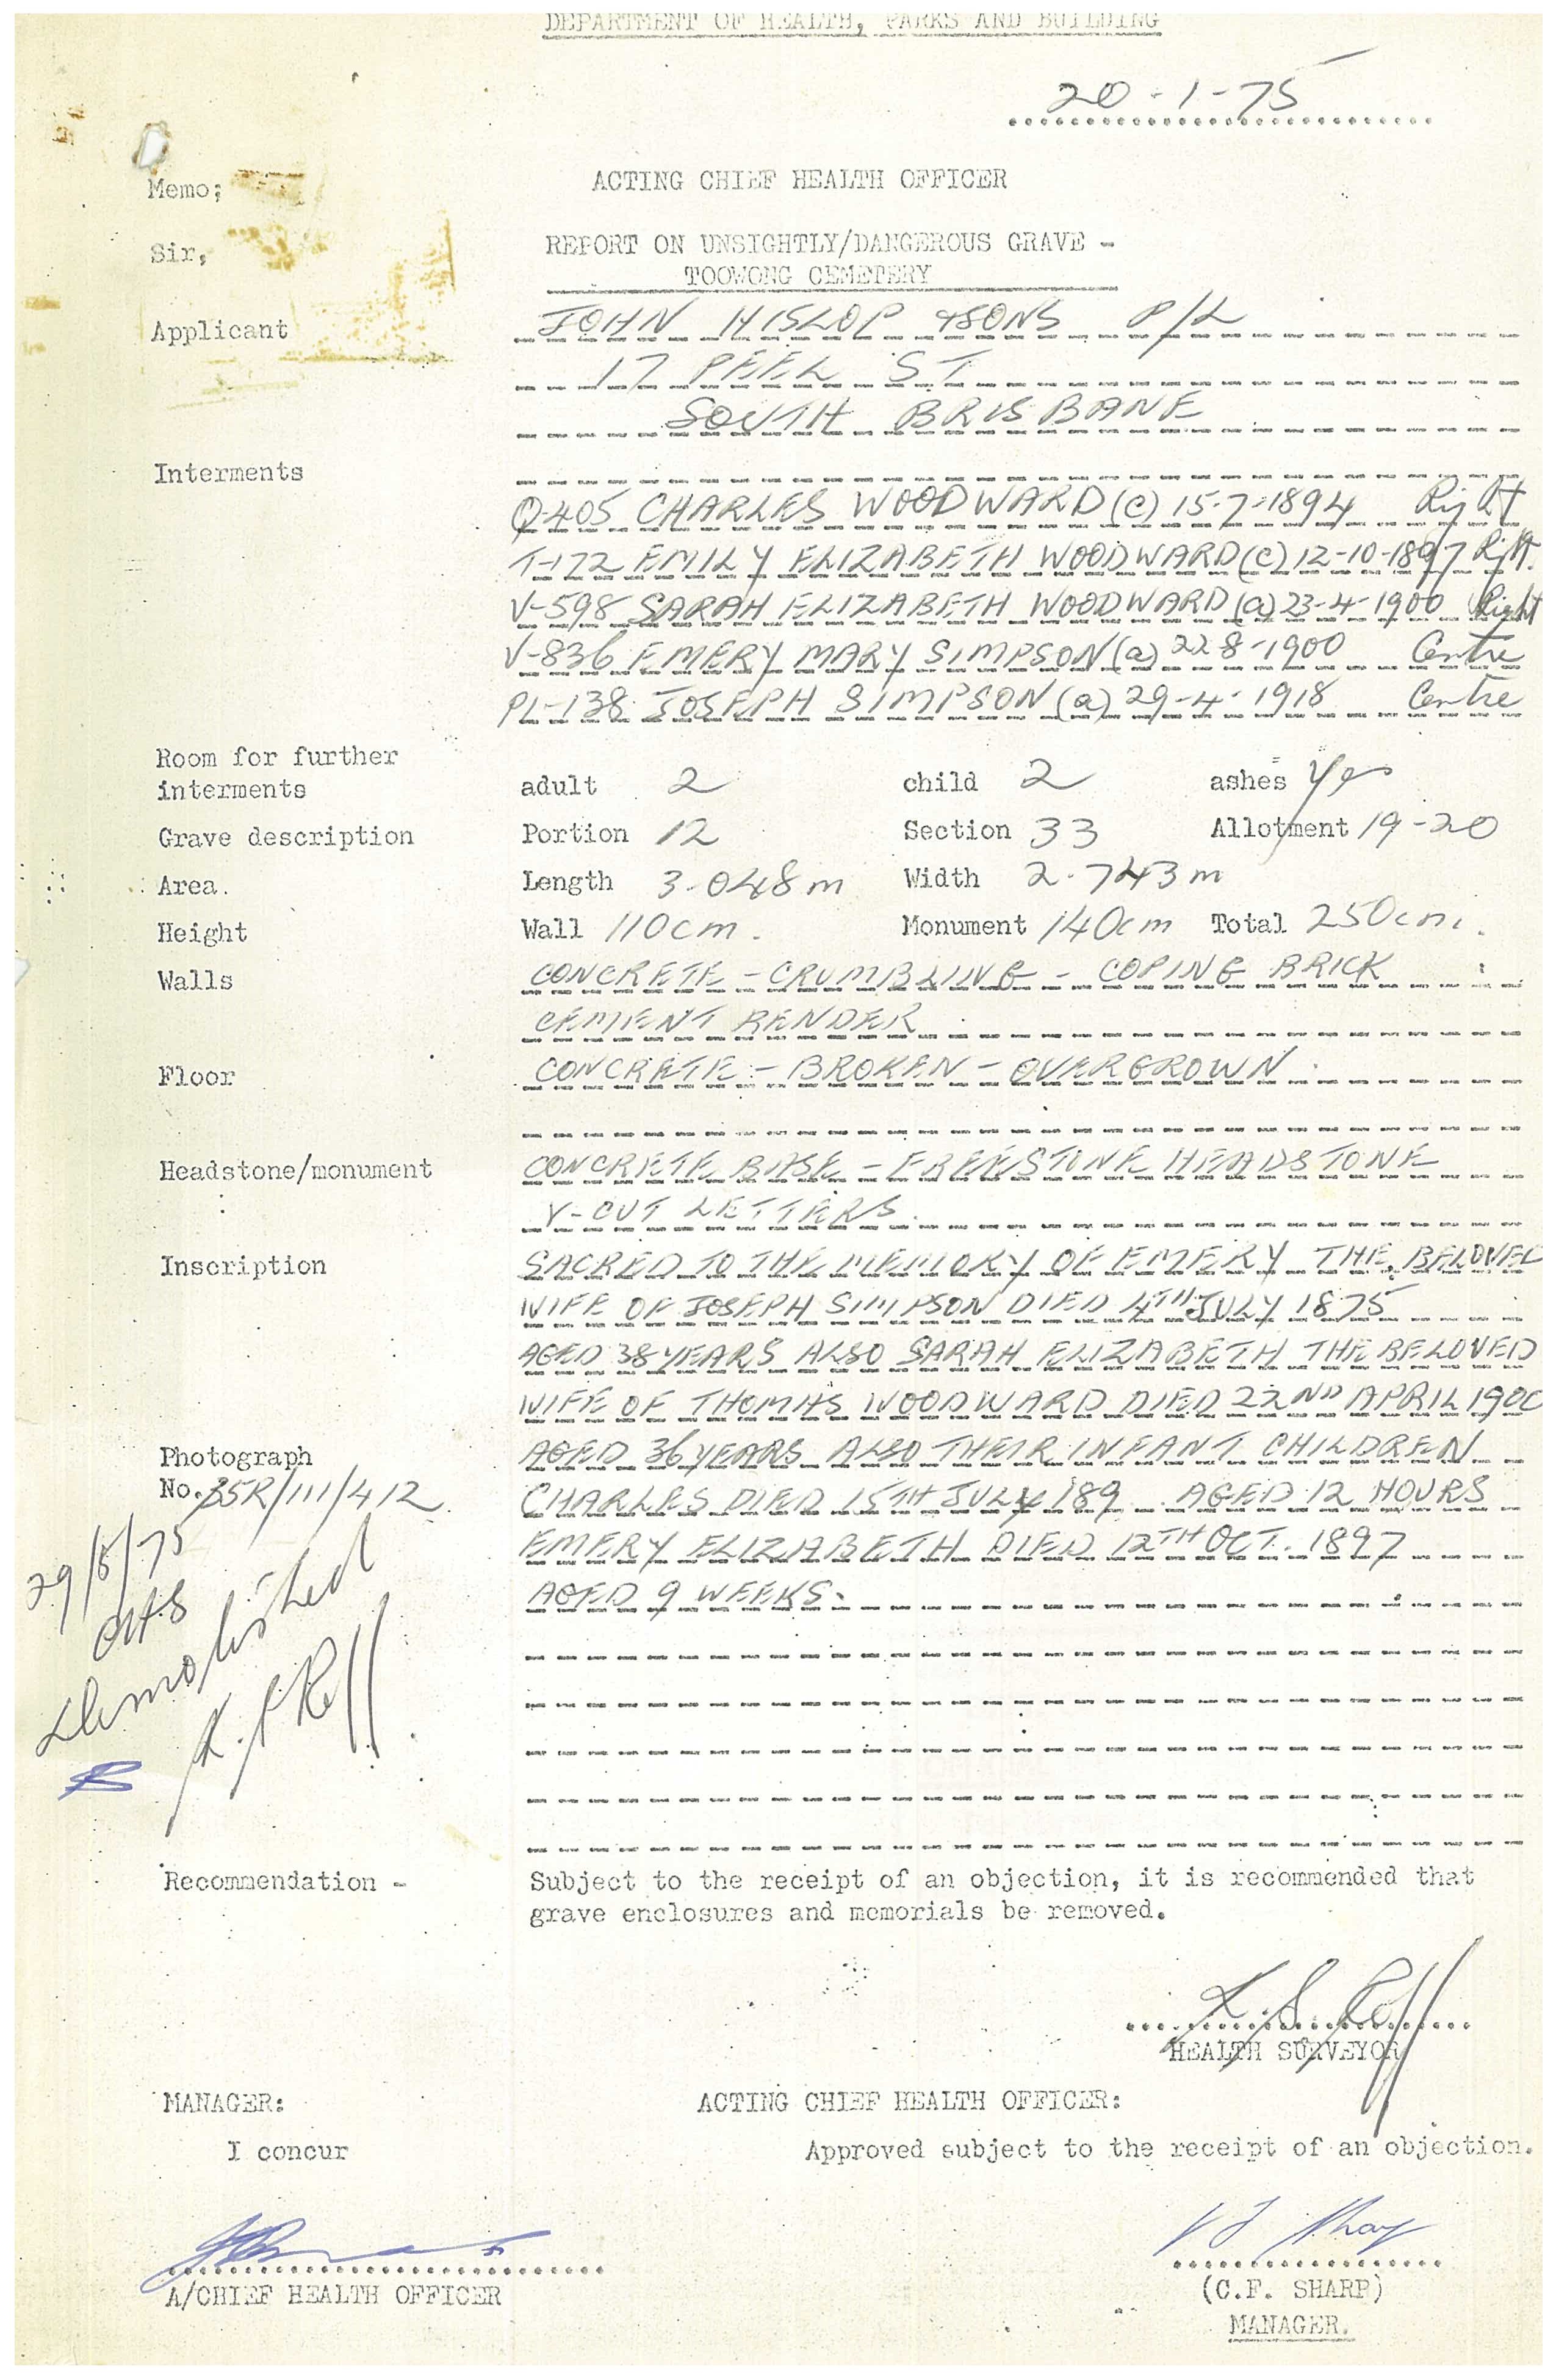 DEPARTMENT OF HEALTH, PARKS AND BUILDING
20-1-75
Memo; ACTING CHIEF HEALTH OFFICER
Sir, REPORT ON UNSIGHTLY/DANGEROUS GRAVE -
TOOWONG CEMETERY
Applicant JOHN HISLOP & SONS P/L
17 PEEL ST
SOUTH BRISBANE
Interments
Q-405 CHARLES WOODWARD (C) 15-7-1894 Right
T-172 EMILY ELIZABETH WOODWARD (C) 12-10-1897 Right
V-598 SARAH ELIZABETH WOODWARD (a) 23-4-1900 Right
V-836 EMERY MARY SIMPSON (a) 22 8-1900 Centre
P1-138 JOSEPH SIMPSON (a) 29-4-1918 Centre
Room for further
interments adult 2 child 2 ashes Yes
Grave description Portion 12 Section 33 Allotment 19-20
Area. Length 3.048m Width 2.743m
Height Wall 110cm. Monument 140cm Total 250cm.
Walls CONCRETE - CRUMBLING - COPING BRICK
CEMENT RENDER
Floor CONCRETE - BROKEN - OVERGROWN
Headstone/monument CONCRETE BASE - FREESTONE HEADSTONE
V-CUT LETTERS.
Inscription SACRED TO THE MEMORY OF EMERY THE BELOVED
WIFE OF JOSEPH SIMPSON DIED 4TH JULY 1875
AGED 38 YEARS ALSO SARAH ELIZABETH THE BELOVED
WIFE OF THOMAS WOODWARD DIED 22ND APRIL 1900
Photograph AGED 36 YEARS ALSO THEIR INFANT CHILDREN
No. 35R/111/412 CHARLES DIED 15TH JULY 189 AGED 12 HOURS
EMERY ELIZABETH DIED 12TH OCT. 1897
AGED 9 WEEKS.
29/8/75
Demolished
Recommendation - Subject to the receipt of an objection, it is recommended that
grave enclosures and memorials be removed.
HEALTH SURVEYOR
MANAGER: ACTING CHIEF HEALTH OFFICER:
I concur Approved subject to the receipt of an objection.
A/CHIEF HEALTH OFFICER (C.F. SHARP)
MANAGER.